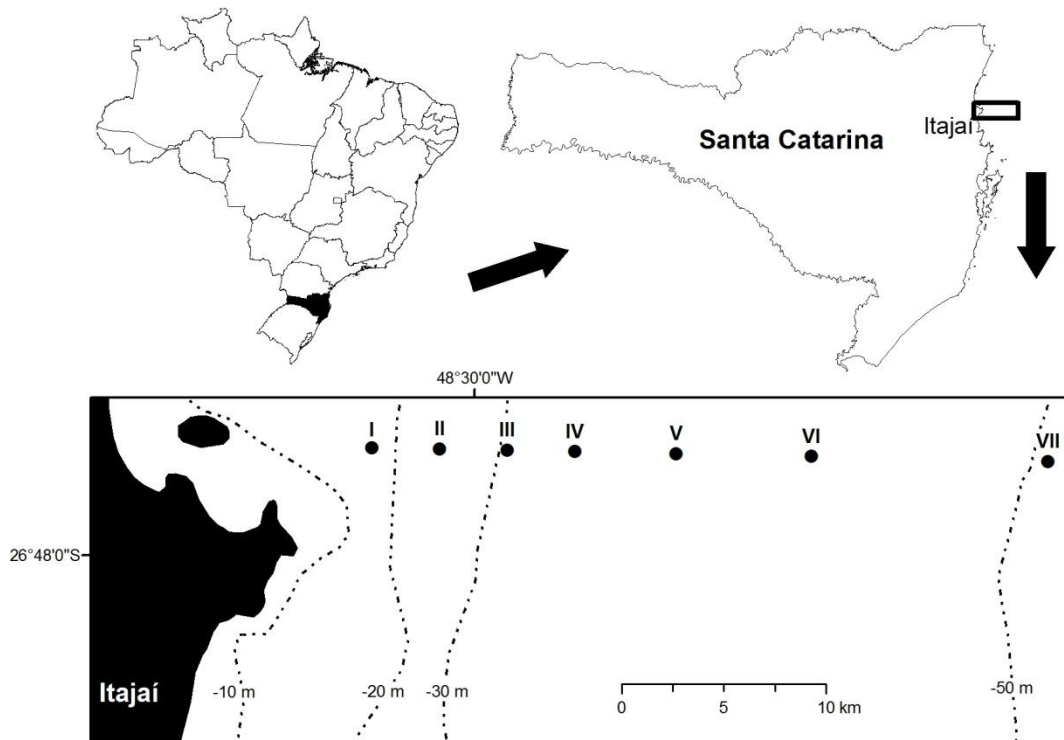 Santa Catarina
Itajaí
48°30'0"W
I II III IV V VI VII
26°48'0"S
Itajaí
-10 m -20 m -30 m -50 m
0 5 10 km